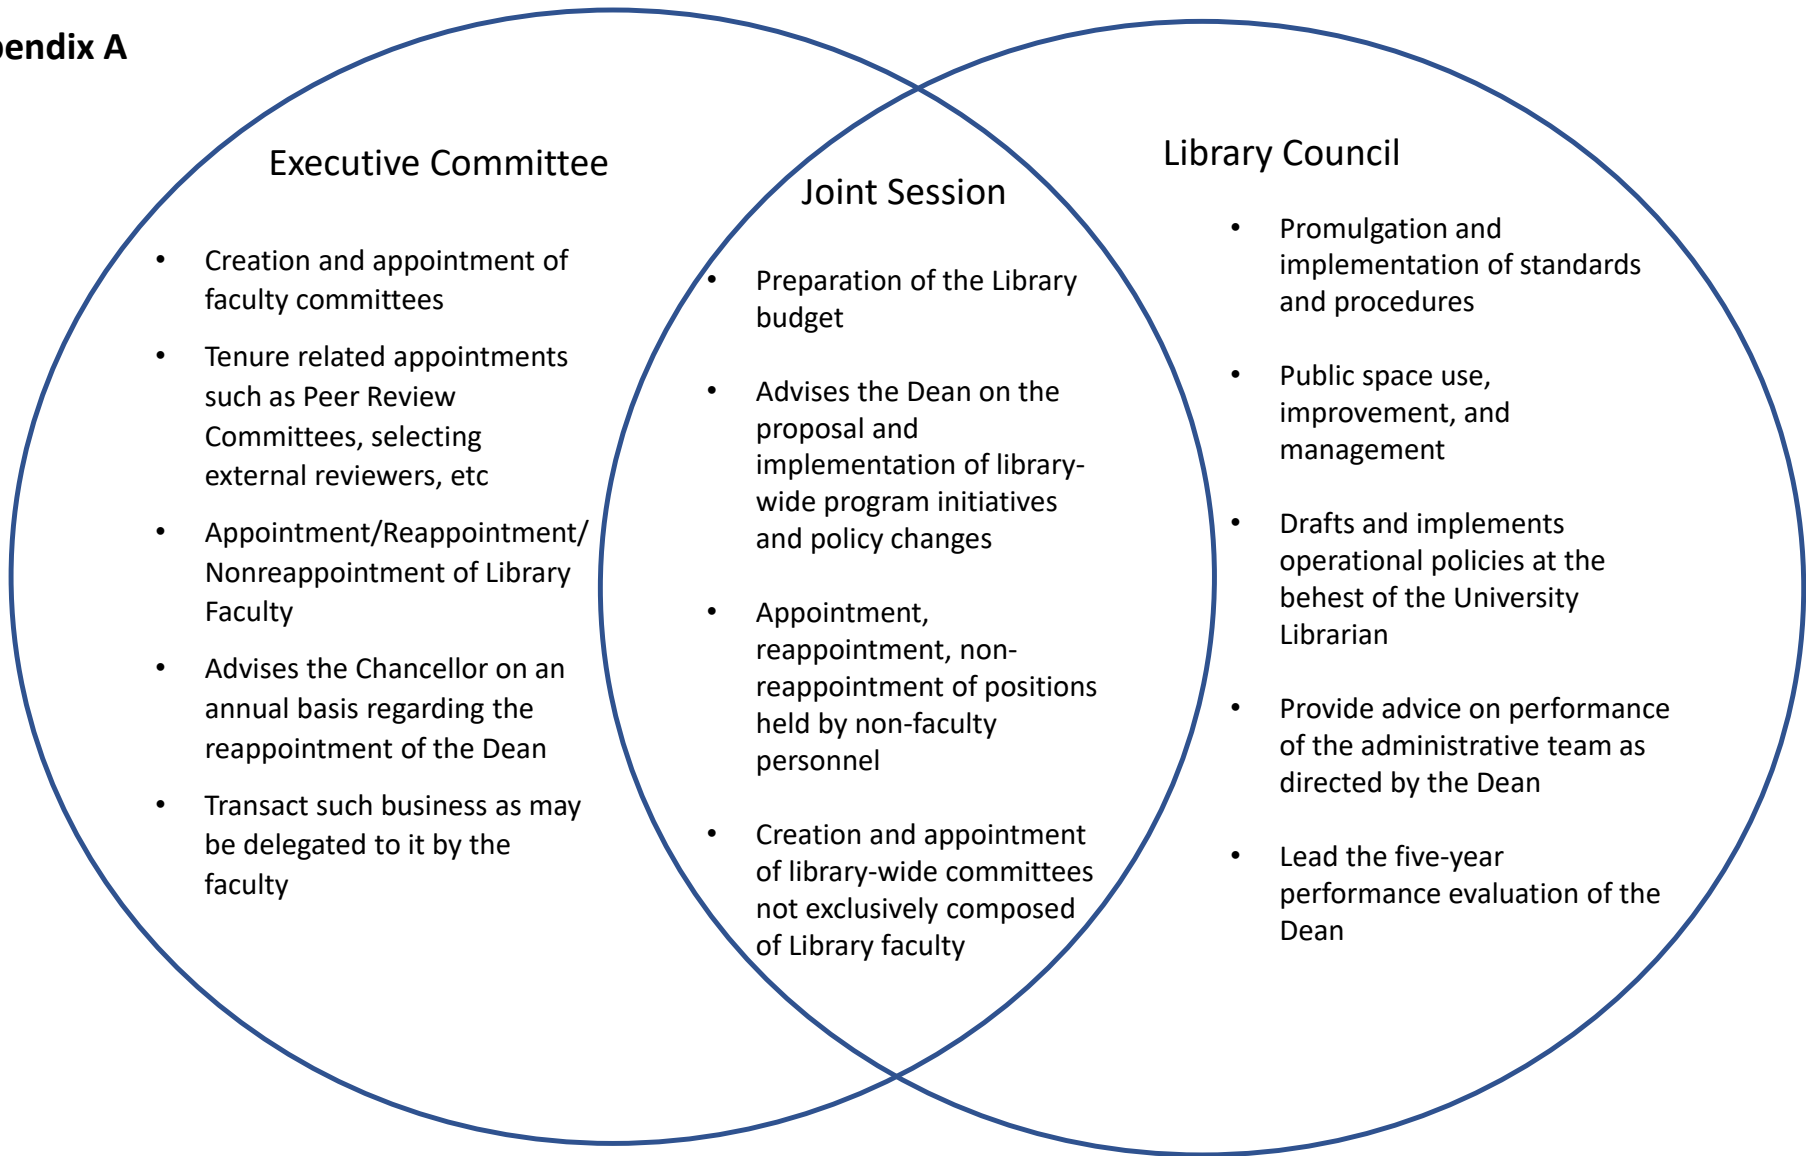 pendix A
Executive Committee
• Creation and appointment of
faculty committees
• Tenure related appointments
such as Peer Review
Committees, selecting
external reviewers, etc
• Appointment/Reappointment/
Nonreappointment of Library
Faculty
• Advises the Chancellor on an
annual basis regarding the
reappointment of the Dean
• Transact such business as may
be delegated to it by the
faculty
Joint Session
• Preparation of the Library
budget
• Advises the Dean on the
proposal and
implementation of library-
wide program initiatives
and policy changes
• Appointment,
reappointment, non-
reappointment of positions
held by non-faculty
personnel
• Creation and appointment
of library-wide committees
not exclusively composed
of Library faculty
Library Council
• Promulgation and
implementation of standards
and procedures
• Public space use,
improvement, and
management
• Drafts and implements
operational policies at the
behest of the University
Librarian
• Provide advice on performance
of the administrative team as
directed by the Dean
• Lead the five-year
performance evaluation of the
Dean